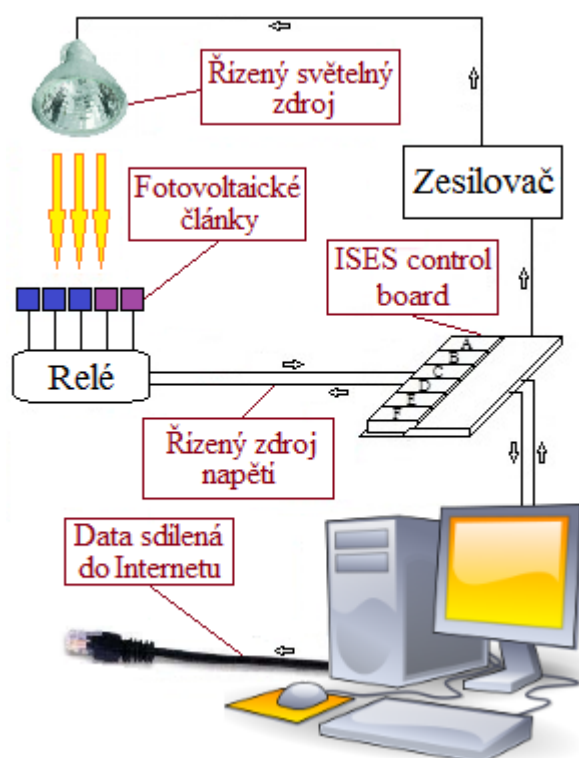 Řízený světelný
zdroj
Zesilovač
Fotovoltaické
články
ISES control
board
A
B
C
D
E
F
Relé
Řízený zdroj
napětí
Data sdílená
do Internetu